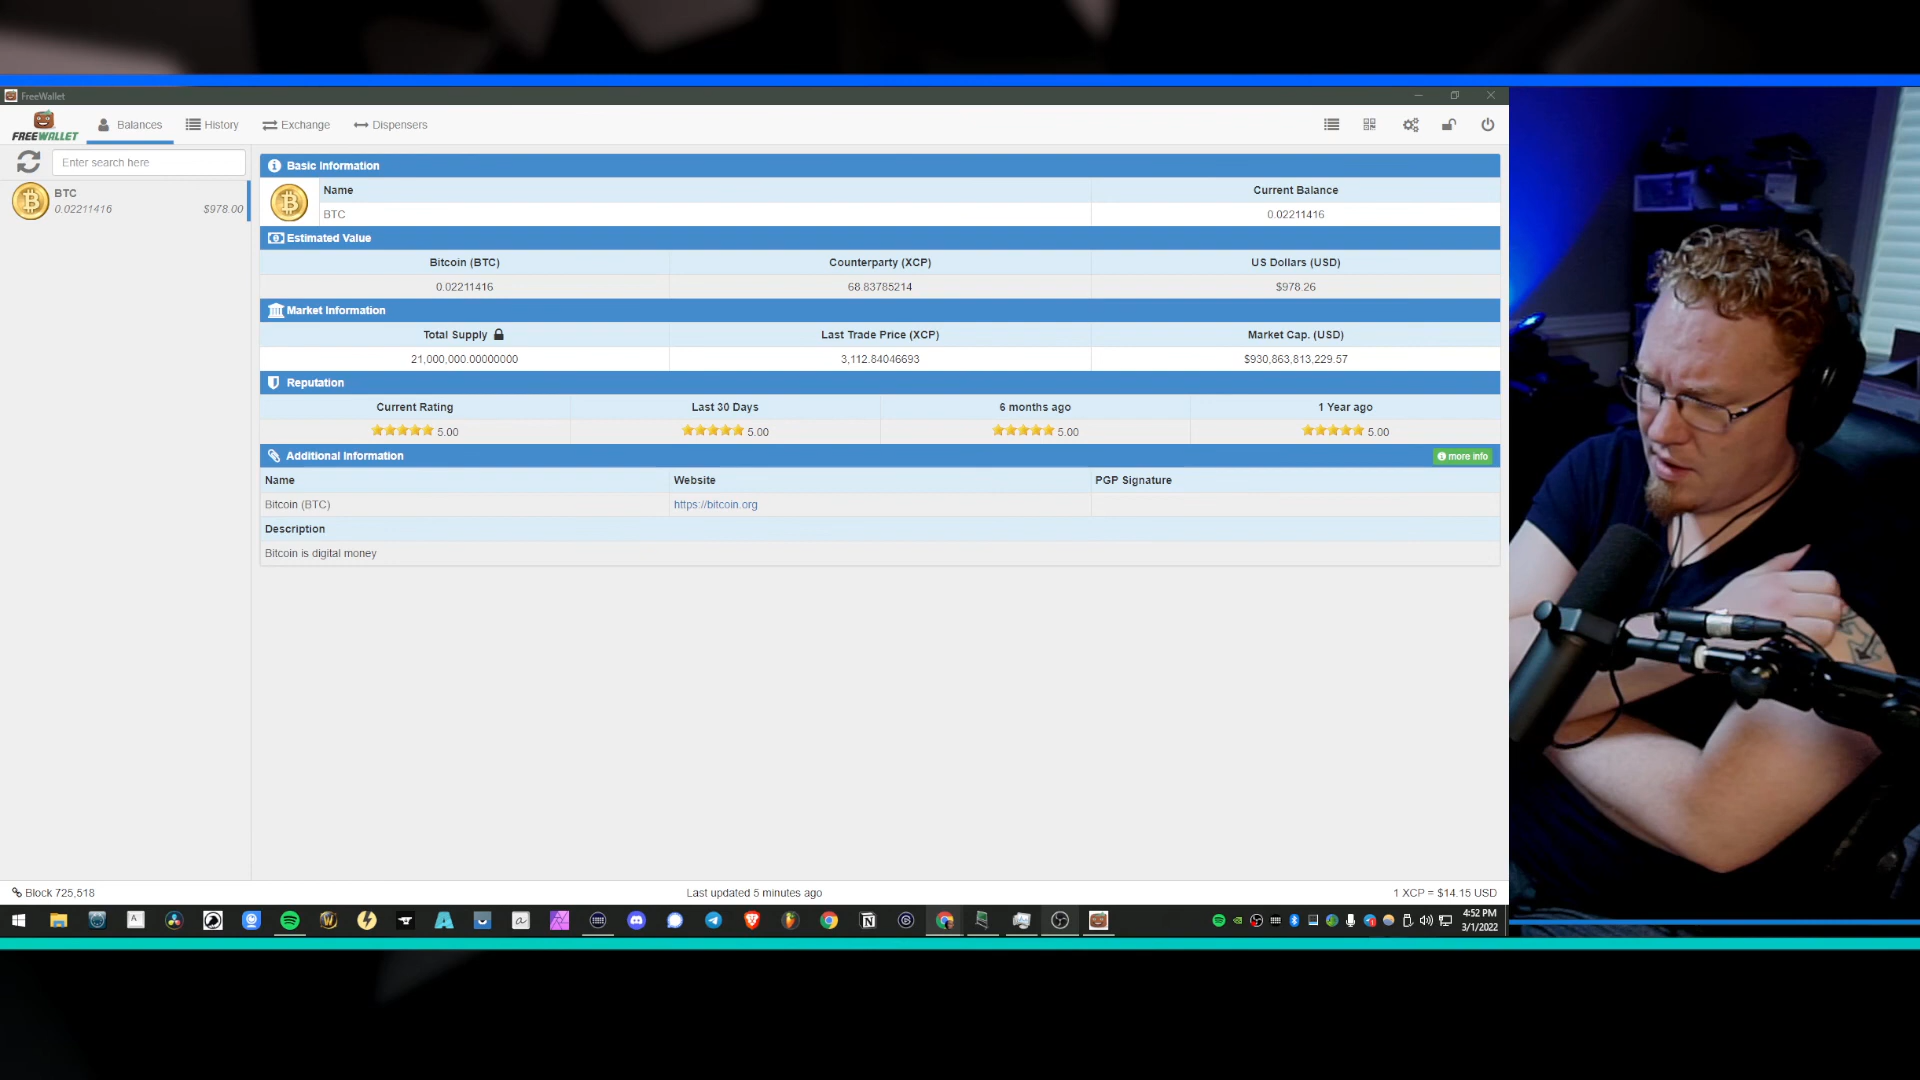 FreeWallet
FREEWALLET
Balances
History
Exchange
Dispensers
Enter search here
BTC
0.02211416
$978.00
Basic Information
Name
Current Balance
BTC
0.02211416
Estimated Value
Bitcoin (BTC)
Counterparty (XCP)
US Dollars (USD)
0.02211416
68.83785214
$978.26
Market Information
Total Supply
Last Trade Price (XCP)
Market Cap. (USD)
21,000,000.00000000
3,112.84046693
$930,863,813,229.57
Reputation
Current Rating
Last 30 Days
6 months ago
1 Year ago
5.00
5.00
5.00
5.00
Additional Information
more info
Name
Website
PGP Signature
Bitcoin (BTC)
https://bitcoin.org
Description
Bitcoin is digital money
Block 725,518
Last updated 5 minutes ago
1 XCP = $14.15 USD
4:52 PM
3/1/2022